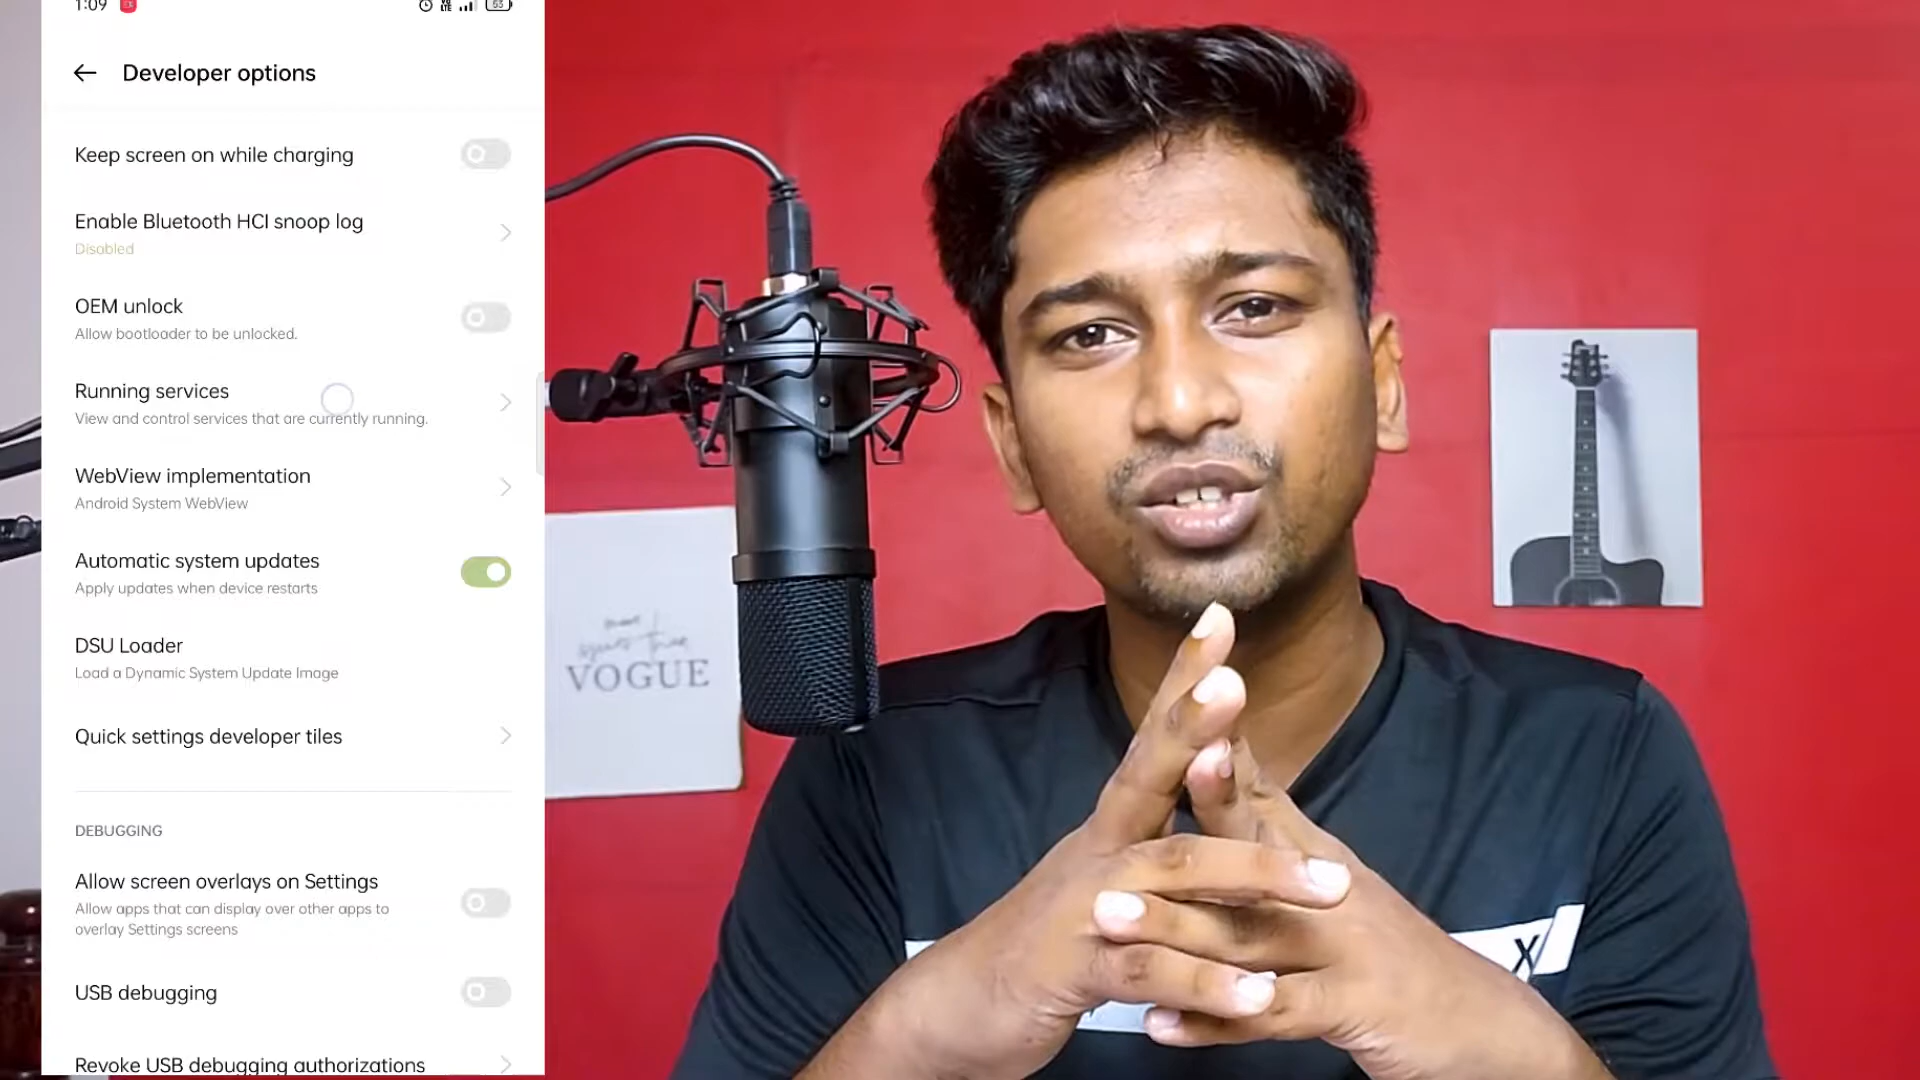 1:09
53
Developer options
Keep screen on while charging
Enable Bluetooth HCI snoop log
Disabled
OEM unlock
Allow bootloader to be unlocked.
Running services
View and control services that are currently running.
WebView implementation
Android System WebView
Automatic system updates
Apply updates when device restarts
DSU Loader
Load a Dynamic System Update Image
Quick settings developer tiles
DEBUGGING
Allow screen overlays on Settings
Allow apps that can display over other apps to
overlay Settings screens
USB debugging
Revoke USB debugging authorizations
VOGUE
X